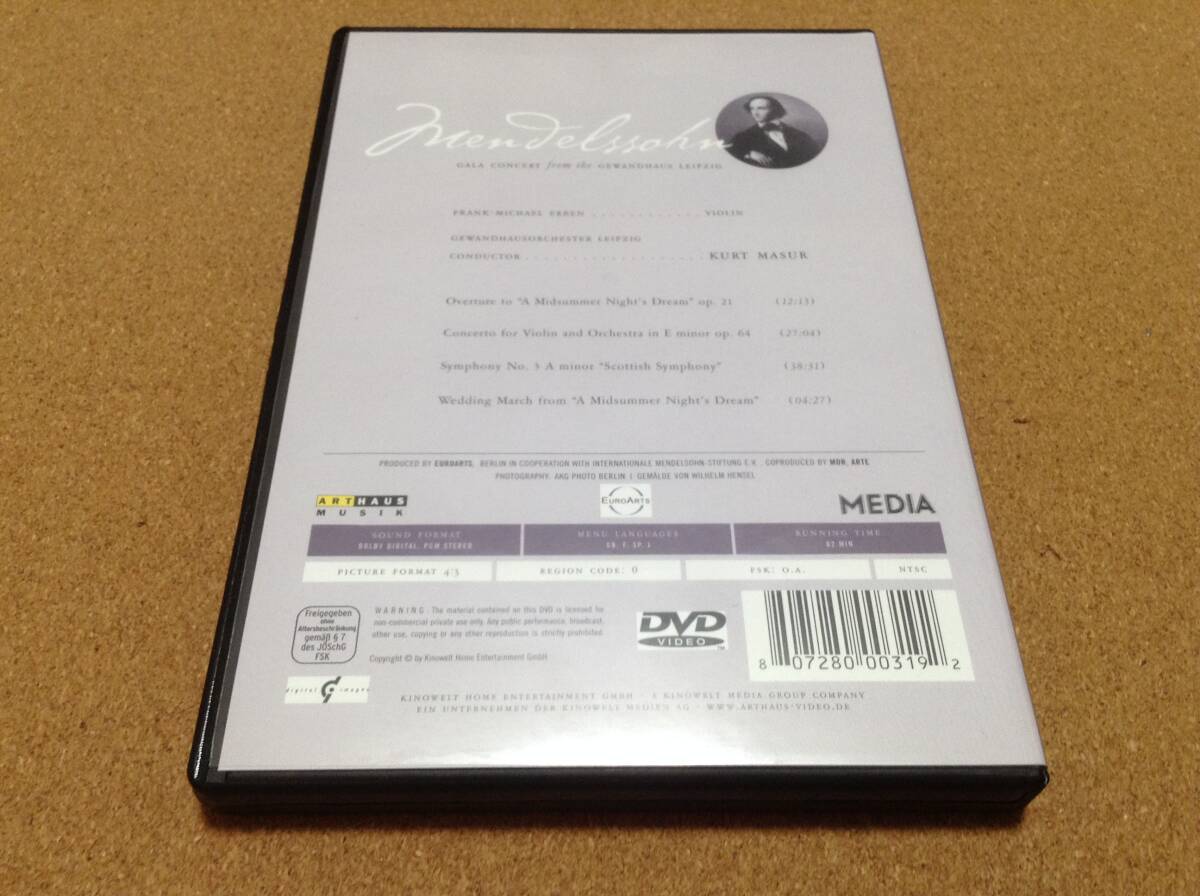 Mendelssohn
GALA CONCERT from the GEWANDHAUS LEIPZIG
FRANK-MICHAEL ERBEN . . . . . . . . . . . . VIOLIN
GEWANDHAUSORCHESTER LEIPZIG
CONDUCTOR . . . . . . . . . . . . . . . . . . . . KURT MASUR
Overture to "A Midsummer Night's Dream" op. 21 (12:13)
Concerto for Violin and Orchestra in E minor op. 64 (27:04)
Symphony No. 3 A minor "Scottish Symphony" (38:31)
Wedding March from "A Midsummer Night's Dream" (04:27)
PRODUCED BY EUROARTS, BERLIN IN COOPERATION WITH INTERNATIONALE MENDELSOHN-STIFTUNG E.V. , COPRODUCED BY MDR, ARTE
PHOTOGRAPHY: AKG PHOTO BERLIN | GEMÄLDE VON WILHELM HENSEL
ARTHAUS
MUSIK
EUROARTS
MEDIA
SOUND FORMAT
DOLBY DIGITAL, PCM STEREO
MENU LANGUAGES
GB, F, SP, J
RUNNING TIME
82 MIN
PICTURE FORMAT 4:3
REGION CODE: 0
FSK: O.A.
NTSC
Freigegeben
ohne
Altersbeschränkung
gemäß § 7
des JÖSchG
FSK
WARNING: The material contained on this DVD is licensed for
non-commercial private use only. Any public performance, broadcast,
other use, copying or any other reproduction is strictly prohibited.
Copyright © by Kinowelt Home Entertainment GmbH
DVD
VIDEO
TM
8 07280 00319 2
digital images
KINOWELT HOME ENTERTAINMENT GMBH · A KINOWELT MEDIA GROUP COMPANY
EIN UNTERNEHMEN DER KINOWELT MEDIEN AG · WWW.ARTHAUS-VIDEO.DE